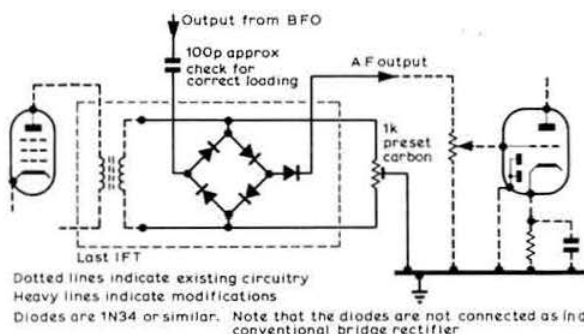 Output from BFO
100p approx
check for
correct loading
AF output
1k
preset
carbon
Last IFT
Dotted lines indicate existing circuitry
Heavy lines indicate modifications
Diodes are 1N34 or similar. Note that the diodes are not connected as in a
conventional bridge rectifier